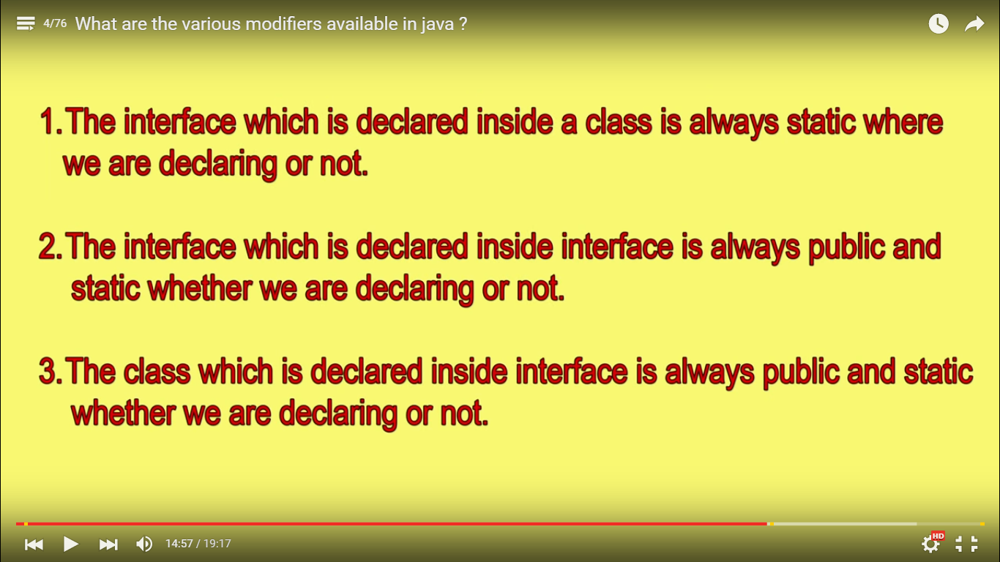 4/76 What are the various modifiers available in java ?
1.The interface which is declared inside a class is always static where
we are declaring or not.
2.The interface which is declared inside interface is always public and
static whether we are declaring or not.
3.The class which is declared inside interface is always public and static
whether we are declaring or not.
14:57 / 19:17
HD